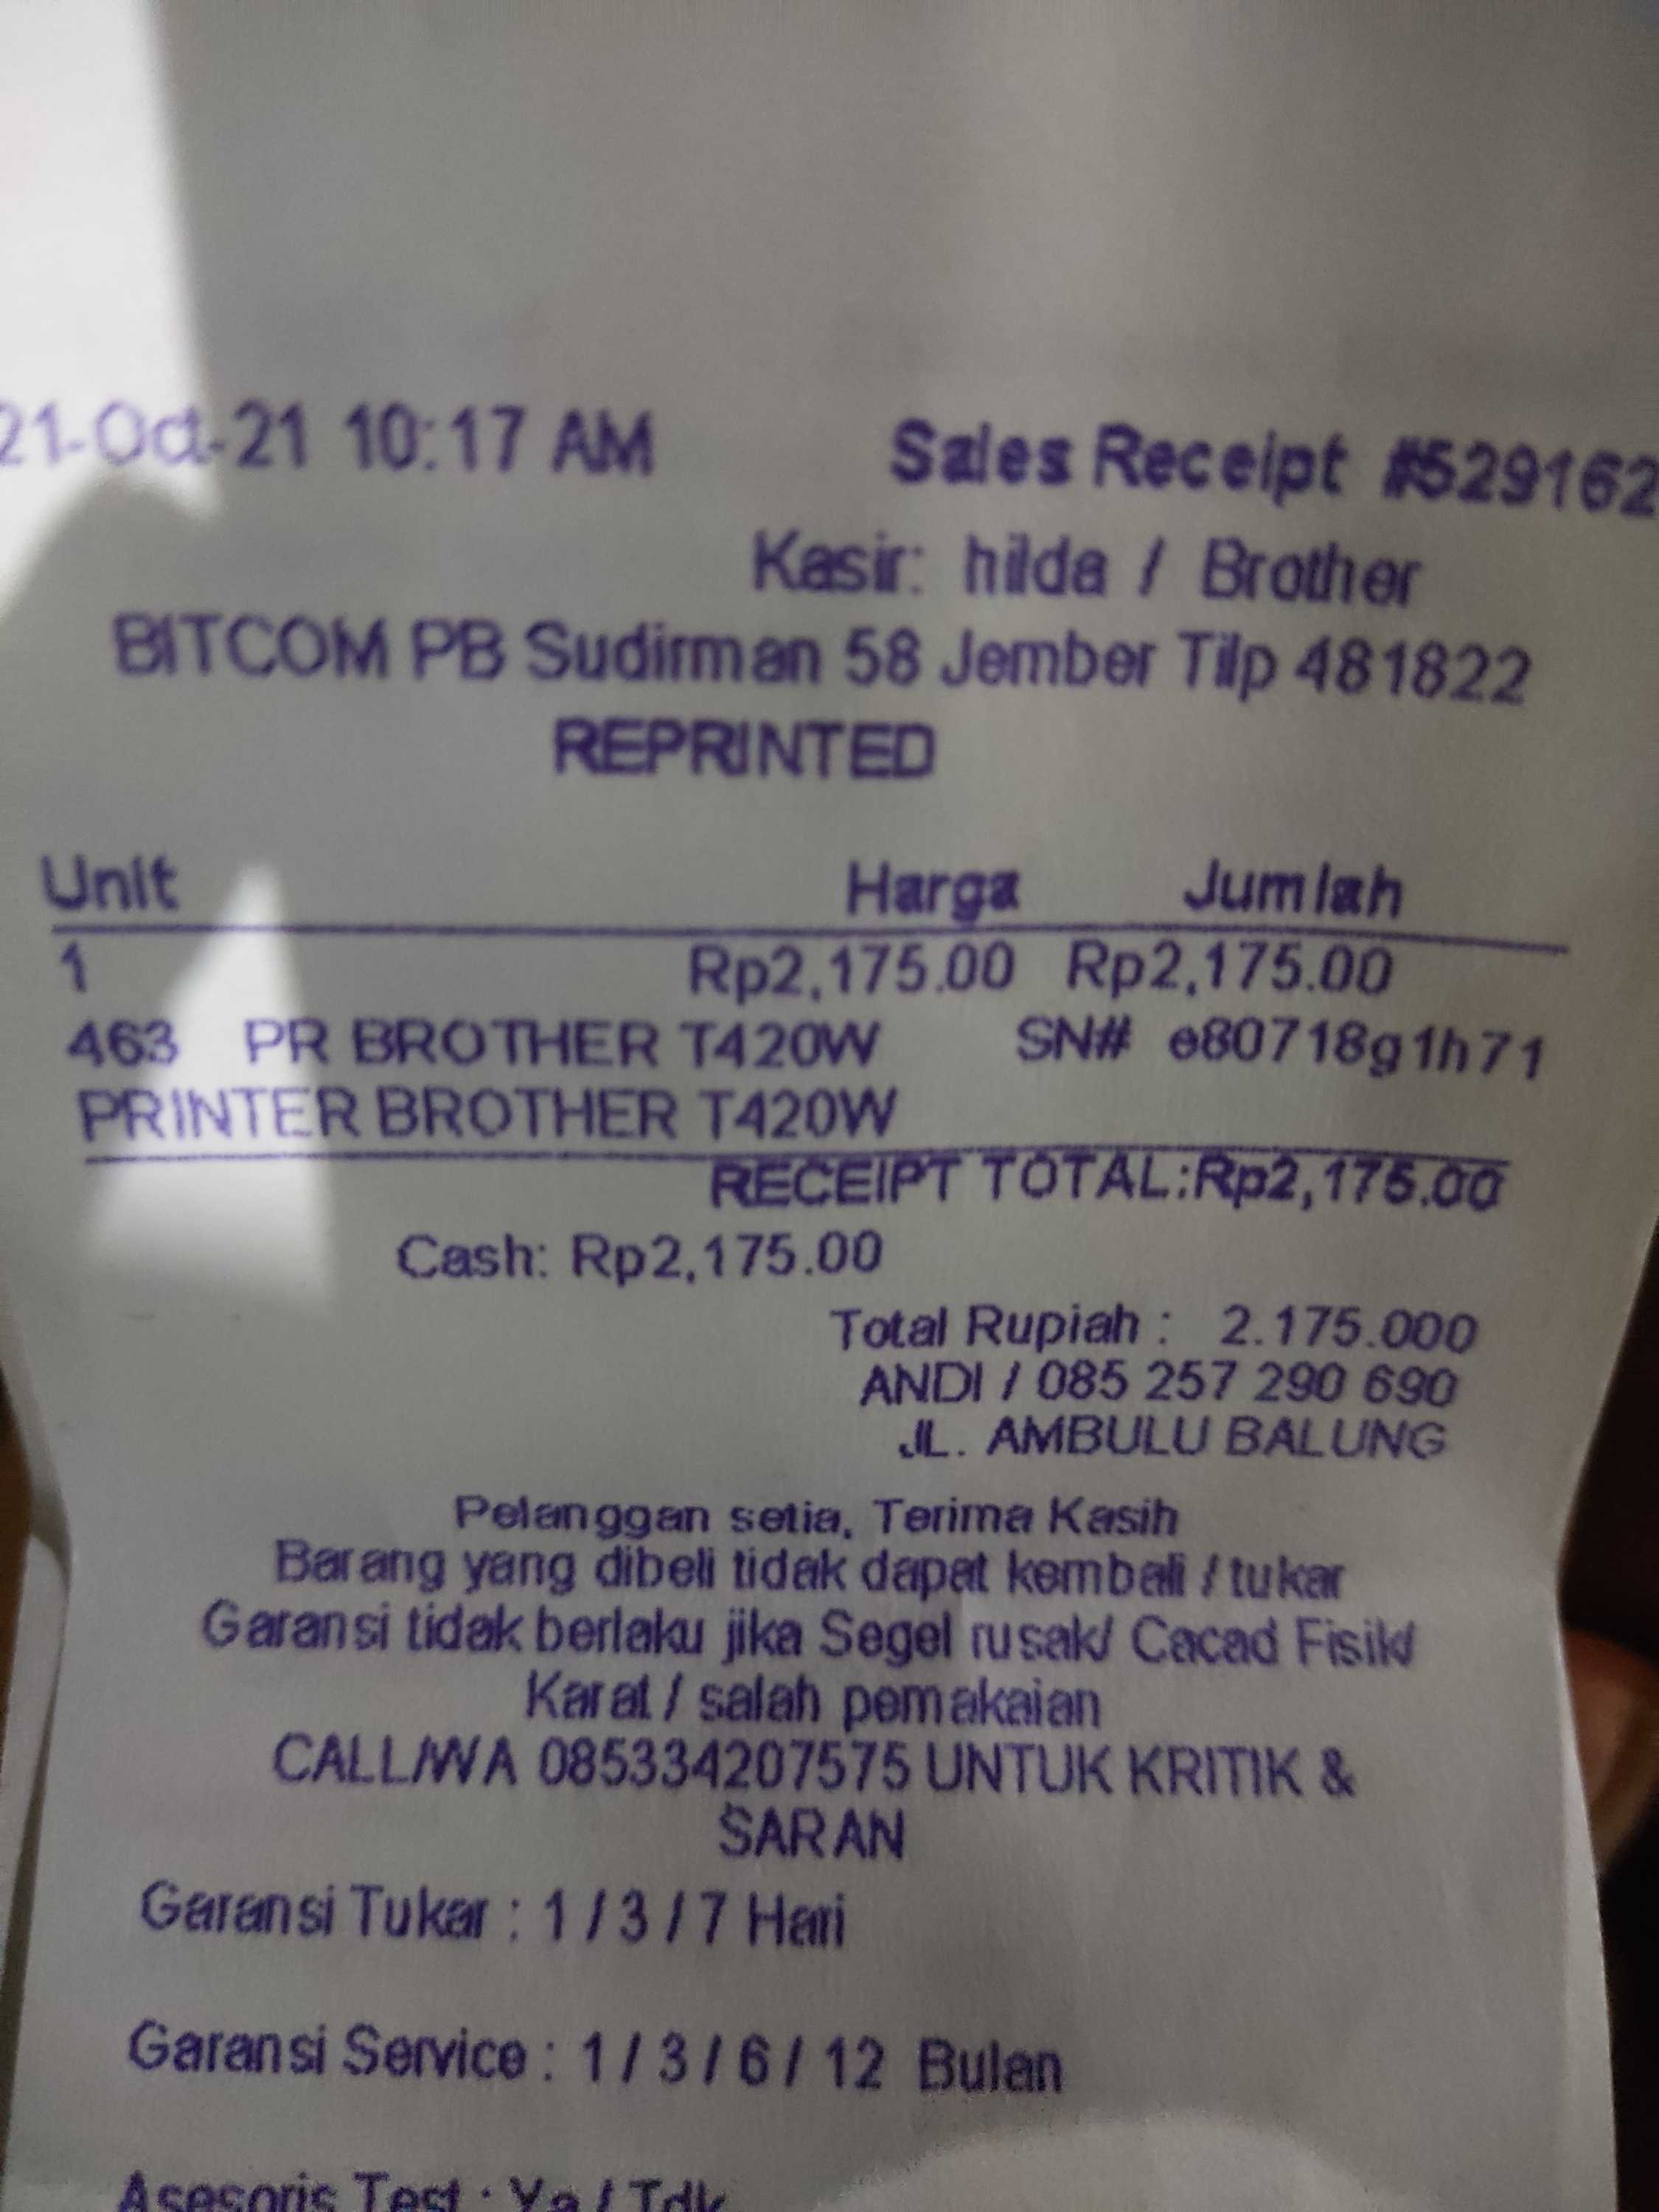 21-Oct-21 10:17 AM Sales Receipt #529162
Kasir: hilda / Brother
BITCOM PB Sudirman 58 Jember Tilp 481822
REPRINTED
Unit Harga Jumlah
1 Rp2,175.00 Rp2,175.00
463 PR BROTHER T420W SN# e80718g1h71
PRINTER BROTHER T420W
RECEIPT TOTAL:Rp2,175.00
Cash: Rp2,175.00
Total Rupiah : 2.175.000
ANDI / 085 257 290 690
JL. AMBULU BALUNG
Pelanggan setia, Terima Kasih
Barang yang dibeli tidak dapat kembali / tukar
Garansi tidak berlaku jika Segel rusak/ Cacad Fisik/
Karat / salah pemakaian
CALL/WA 085334207575 UNTUK KRITIK &
SARAN
Garansi Tukar : 1 / 3 / 7 Hari
Garansi Service : 1 / 3 / 6 / 12 Bulan
Asesoris Test : Ya / Tdk